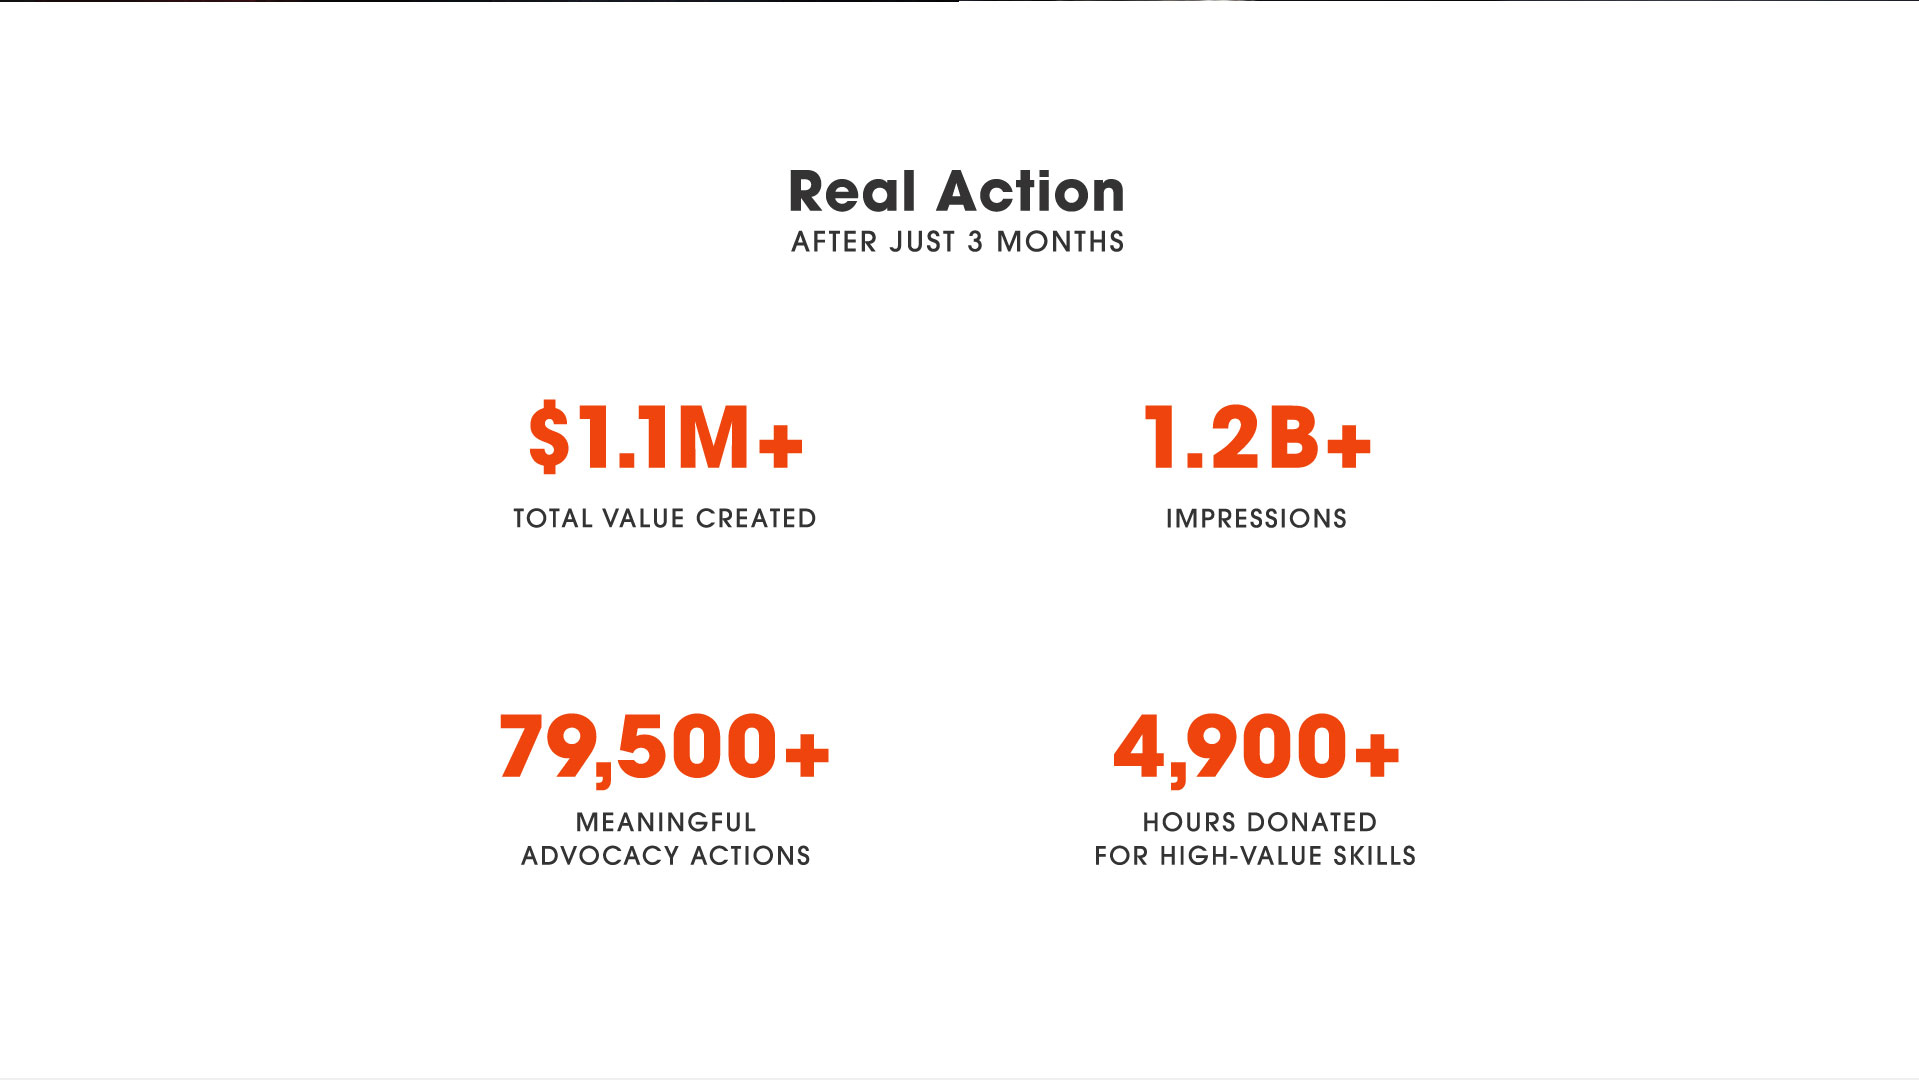 Real Action
AFTER JUST 3 MONTHS
$1.1M+
TOTAL VALUE CREATED
1.2B+
IMPRESSIONS
79,500+
MEANINGFUL
ADVOCACY ACTIONS
4,900+
HOURS DONATED
FOR HIGH-VALUE SKILLS